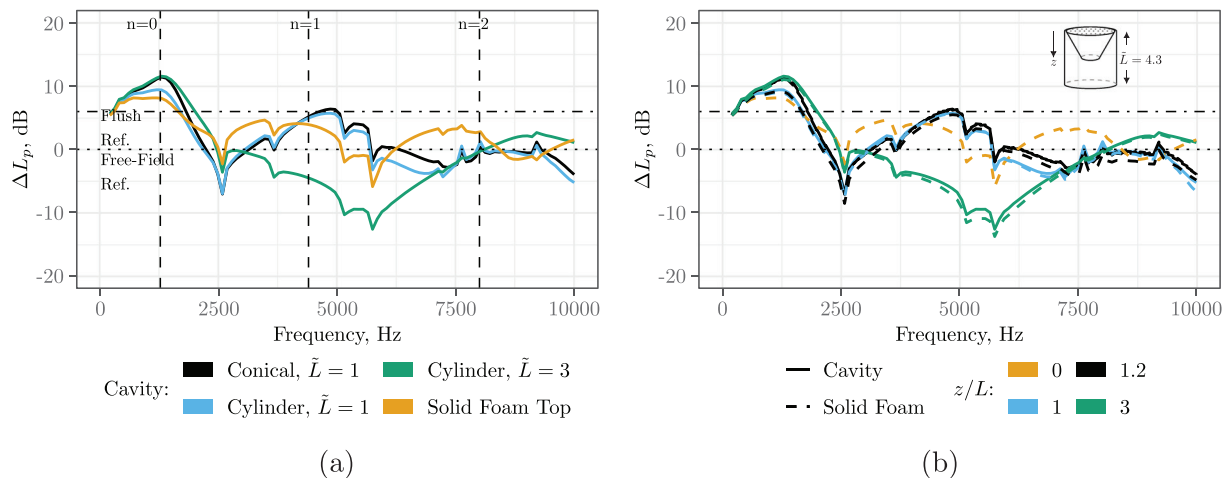 20
10
0
-10
-20
ΔL_p, dB
n=0
n=1
n=2
Flush
Ref.
Free-Field
Ref.
0 2500 5000 7500 10000
Frequency, Hz
Cavity:
Conical, L̃ = 1
Cylinder, L̃ = 3
Cylinder, L̃ = 1
Solid Foam Top
(a)
20
10
0
-10
-20
ΔL_p, dB
z
L̃ = 4.3
0 2500 5000 7500 10000
Frequency, Hz
Cavity
Solid Foam
z/L:
0
1.2
1
3
(b)